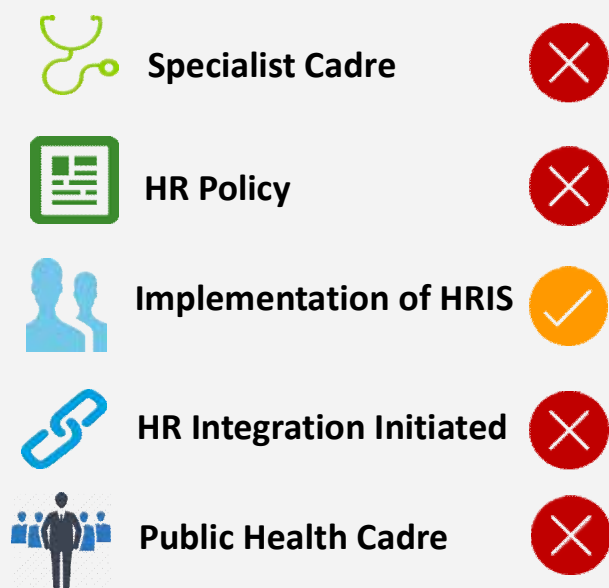 Specialist Cadre
HR Policy
Implementation of HRIS
HR Integration Initiated
Public Health Cadre